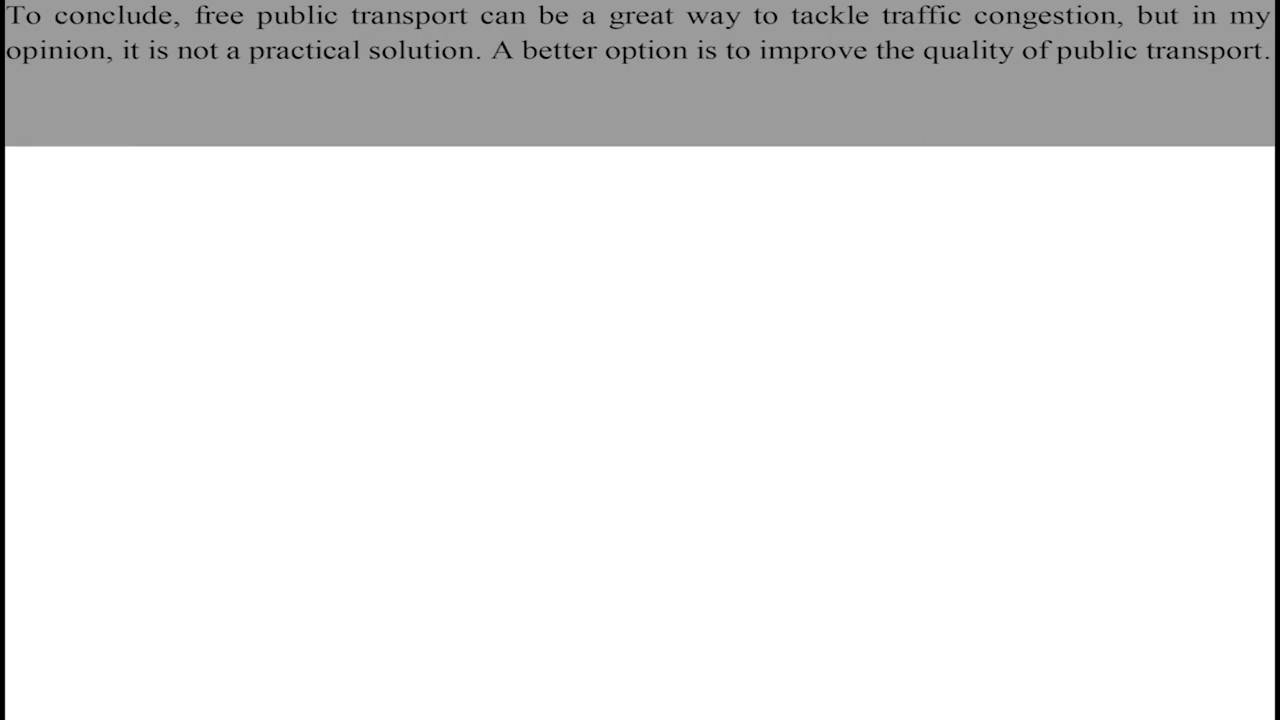 To conclude, free public transport can be a great way to tackle traffic congestion, but in my
opinion, it is not a practical solution. A better option is to improve the quality of public transport.